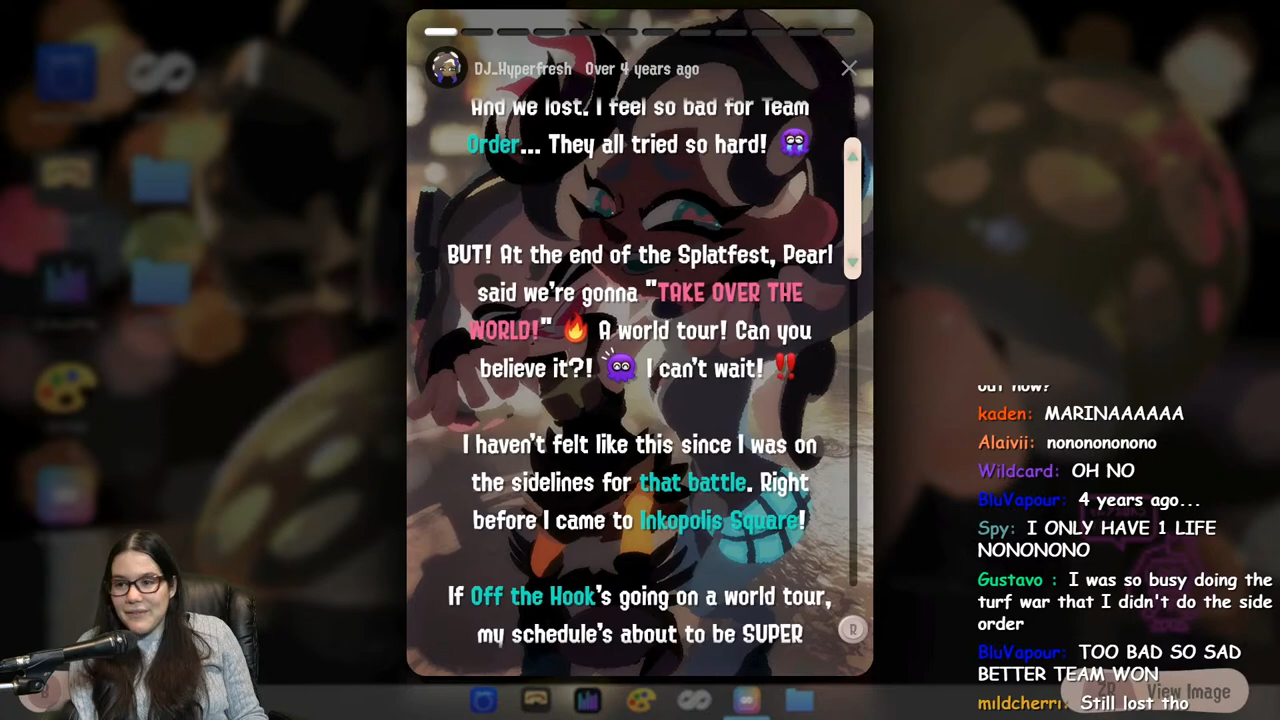 DJ_Hyperfresh Over 4 years ago
And we lost. I feel so bad for Team
Order... They all tried so hard!
BUT! At the end of the Splatfest, Pearl
said we're gonna "TAKE OVER THE
WORLD!" 🔥 A world tour! Can you
believe it?! I can't wait! ‼️
I haven't felt like this since I was on
the sidelines for that battle. Right
before I came to Inkopolis Square!
If Off the Hook's going on a world tour,
my schedule's about to be SUPER
R
out now?
kaden: MARINAAAAAA
Alaivii: nononononono
Wildcard: OH NO
BluVapour: 4 years ago...
Spy: I ONLY HAVE 1 LIFE
NONONONO
Gustavo : I was so busy doing the
turf war that I didn't do the side
order
BluVapour: TOO BAD SO SAD
BETTER TEAM WON
mildcherri: Still lost tho
ZR View Image